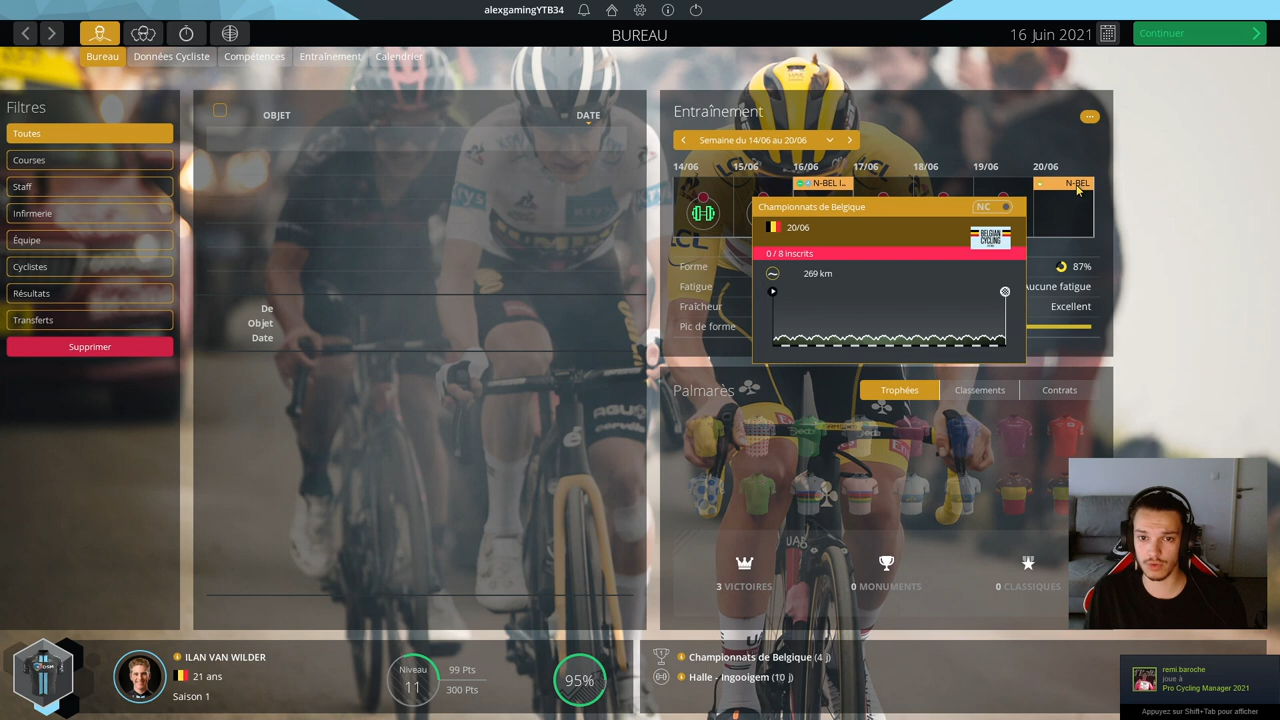 alexgamingYTB34
BUREAU
16 Juin 2021
Continuer
Bureau
Données Cycliste
Compétences
Entraînement
Calendrier
Filtres
Toutes
Courses
Staff
Infirmerie
Équipe
Cyclistes
Résultats
Transferts
Supprimer
OBJET
DATE
De
Objet
Date
Entraînement
...
Semaine du 14/06 au 20/06
14/06 15/06 16/06 17/06 18/06 19/06 20/06
N-BEL I..
N-BEL
Championnats de Belgique
NC
20/06
BELGIAN
CYCLING
0 / 8 inscrits
269 km
Forme
87%
Fatigue
Aucune fatigue
Fraîcheur
Excellent
Pic de forme
Palmarès
Trophées
Classements
Contrats
3 VICTOIRES
0 MONUMENTS
0 CLASSIQUES
ILAN VAN WILDER
21 ans
Saison 1
Niveau
11
99 Pts
300 Pts
95%
Championnats de Belgique (4 j)
Halle - Ingooigem (10 j)
remi.baroche
joue à
Pro Cycling Manager 2021
Appuyez sur Shift+Tab pour afficher